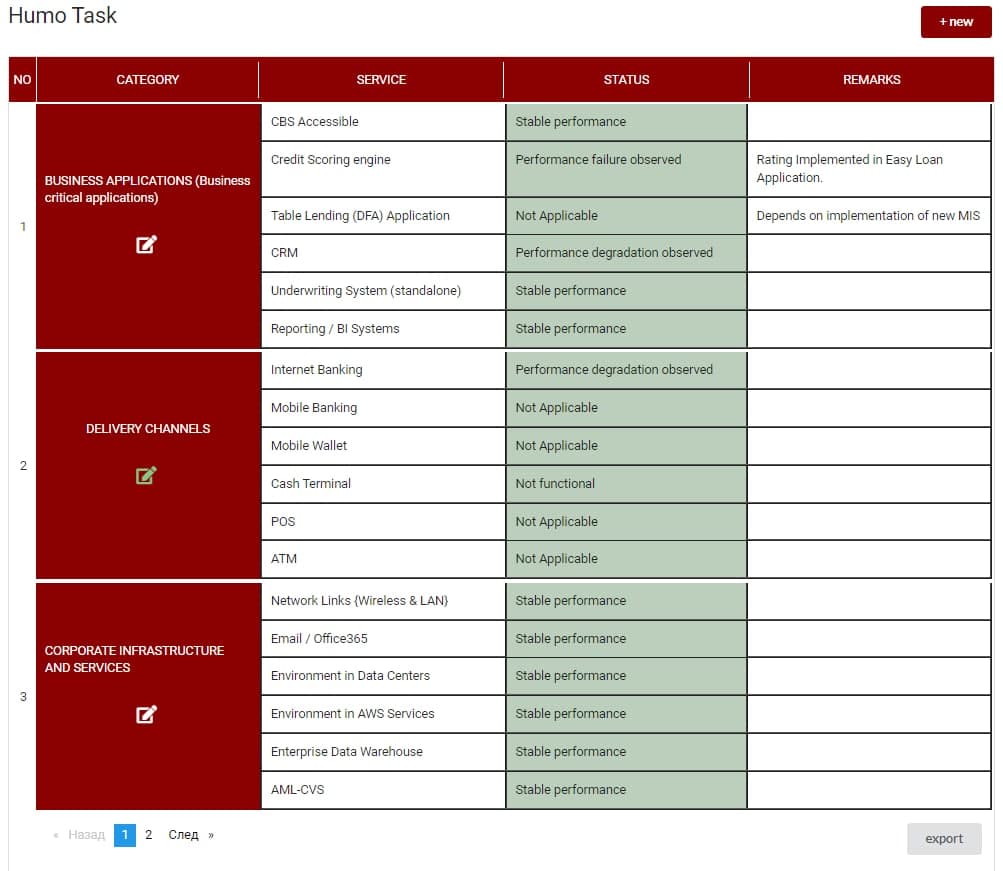 Humo Task
+ new
NO CATEGORY SERVICE STATUS REMARKS
1
BUSINESS APPLICATIONS (Business
critical applications)
CBS Accessible Stable performance
Credit Scoring engine Performance failure observed Rating Implemented in Easy Loan
Application.
Table Lending (DFA) Application Not Applicable Depends on implementation of new MIS
CRM Performance degradation observed
Underwriting System (standalone) Stable performance
Reporting / BI Systems Stable performance
2
DELIVERY CHANNELS
Internet Banking Performance degradation observed
Mobile Banking Not Applicable
Mobile Wallet Not Applicable
Cash Terminal Not functional
POS Not Applicable
ATM Not Applicable
3
CORPORATE INFRASTRUCTURE
AND SERVICES
Network Links {Wireless & LAN} Stable performance
Email / Office365 Stable performance
Environment in Data Centers Stable performance
Environment in AWS Services Stable performance
Enterprise Data Warehouse Stable performance
AML-CVS Stable performance
« Назад 1 2 След »
export